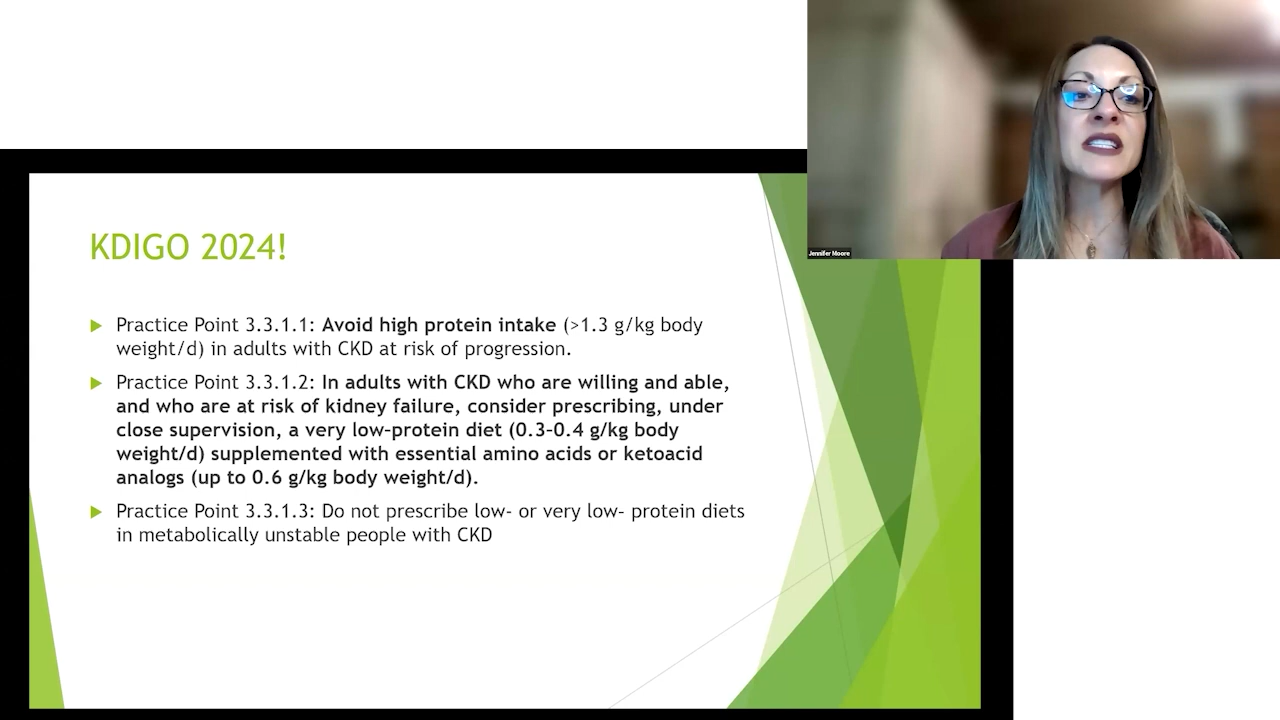 Jennifer Moore
KDIGO 2024!
Practice Point 3.3.1.1: Avoid high protein intake (>1.3 g/kg body
weight/d) in adults with CKD at risk of progression.
Practice Point 3.3.1.2: In adults with CKD who are willing and able,
and who are at risk of kidney failure, consider prescribing, under
close supervision, a very low-protein diet (0.3–0.4 g/kg body
weight/d) supplemented with essential amino acids or ketoacid
analogs (up to 0.6 g/kg body weight/d).
Practice Point 3.3.1.3: Do not prescribe low- or very low- protein diets
in metabolically unstable people with CKD